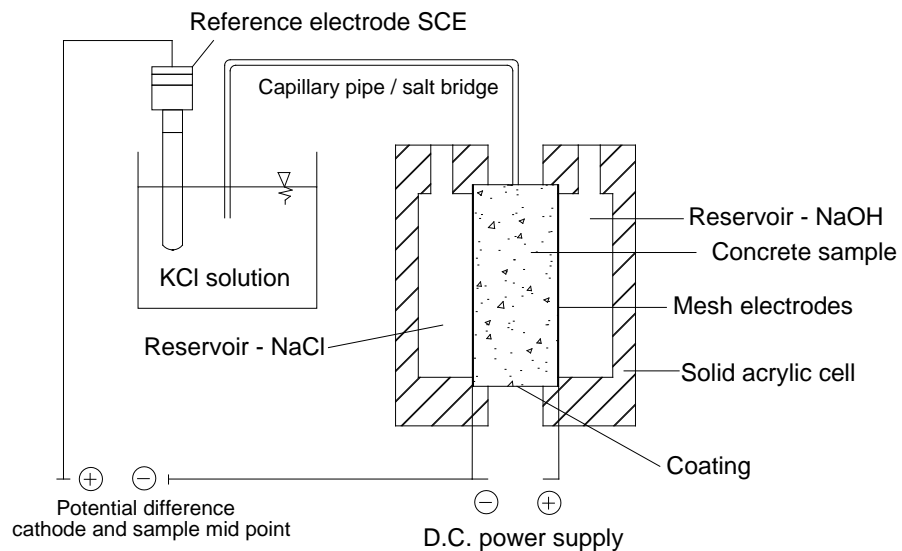 Reference electrode SCE
Capillary pipe / salt bridge
Reservoir - NaOH
Concrete sample
KCl solution
Mesh electrodes
Reservoir - NaCl
Solid acrylic cell
Coating
+ - - +
Potential difference
cathode and sample mid point
D.C. power supply